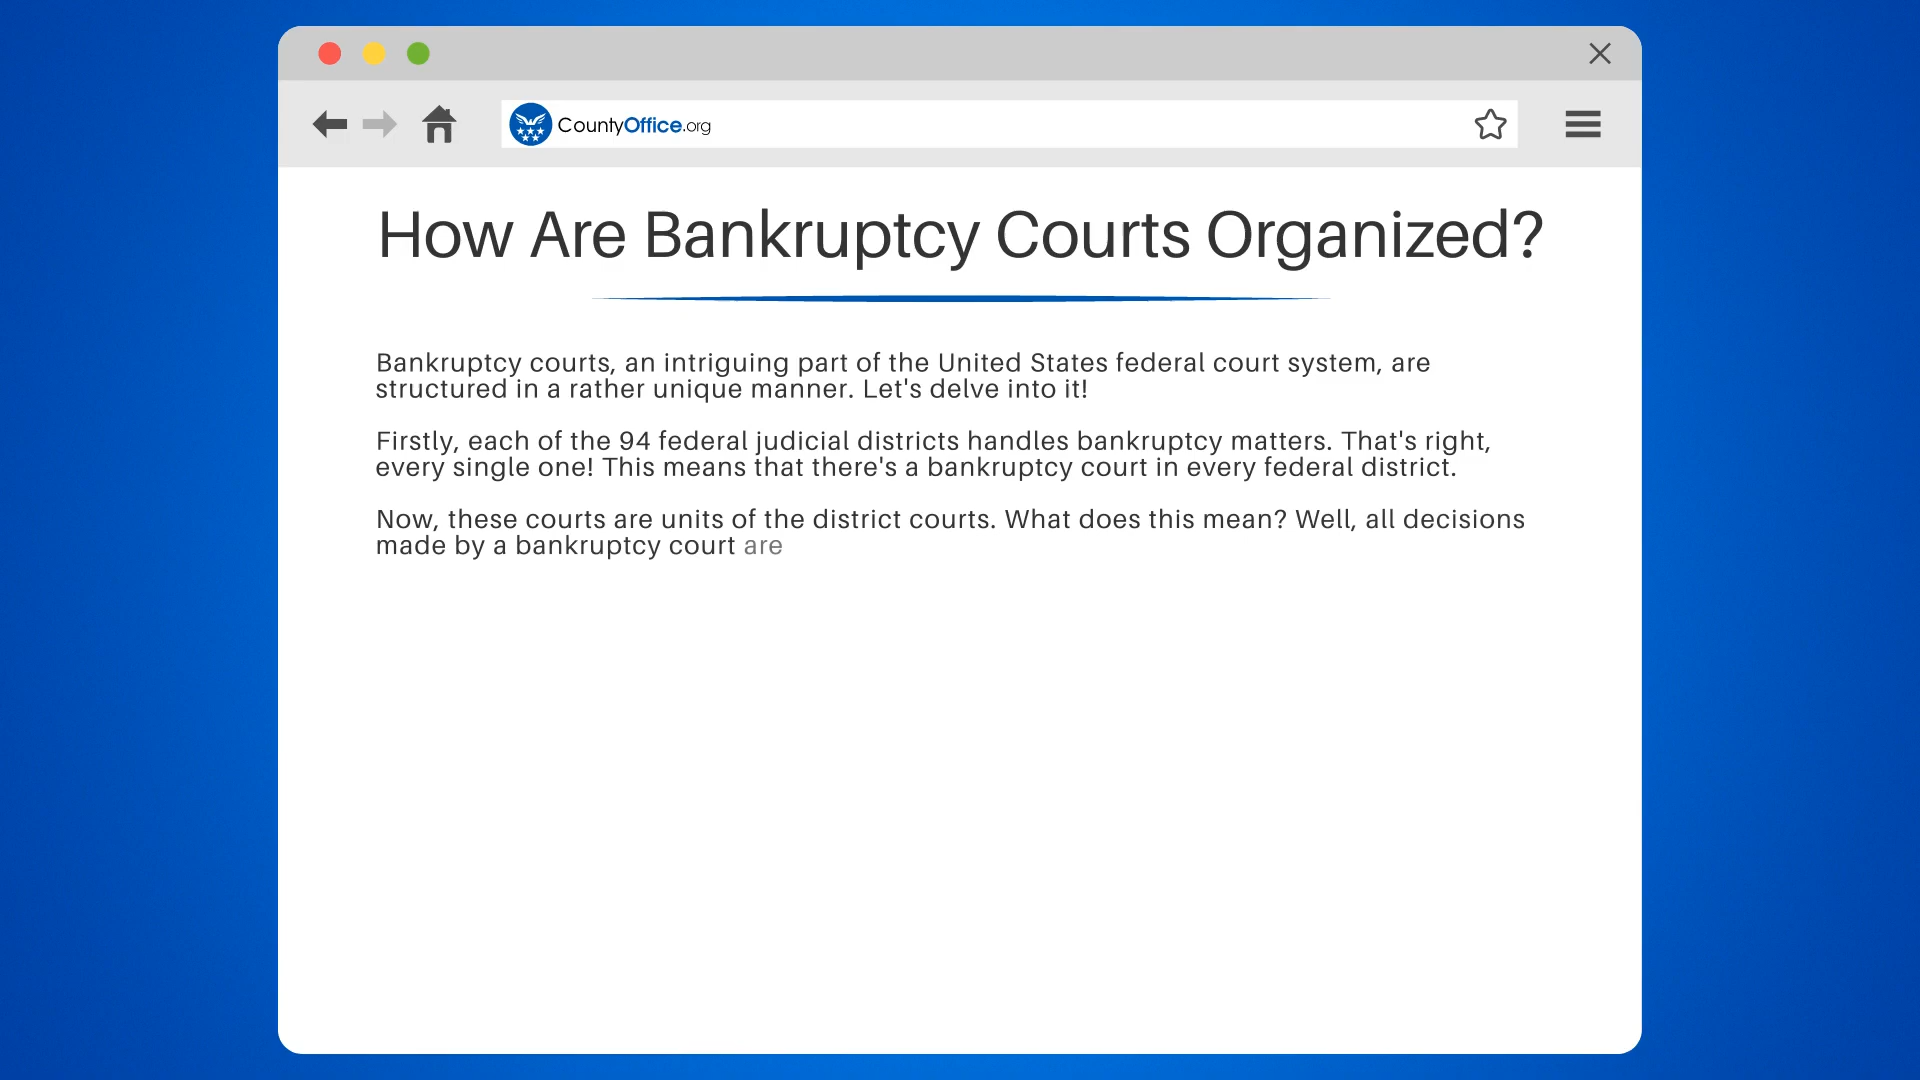 CountyOffice.org
How Are Bankruptcy Courts Organized?
Bankruptcy courts, an intriguing part of the United States federal court system, are
structured in a rather unique manner. Let's delve into it!
Firstly, each of the 94 federal judicial districts handles bankruptcy matters. That's right,
every single one! This means that there's a bankruptcy court in every federal district.
Now, these courts are units of the district courts. What does this mean? Well, all decisions
made by a bankruptcy court are